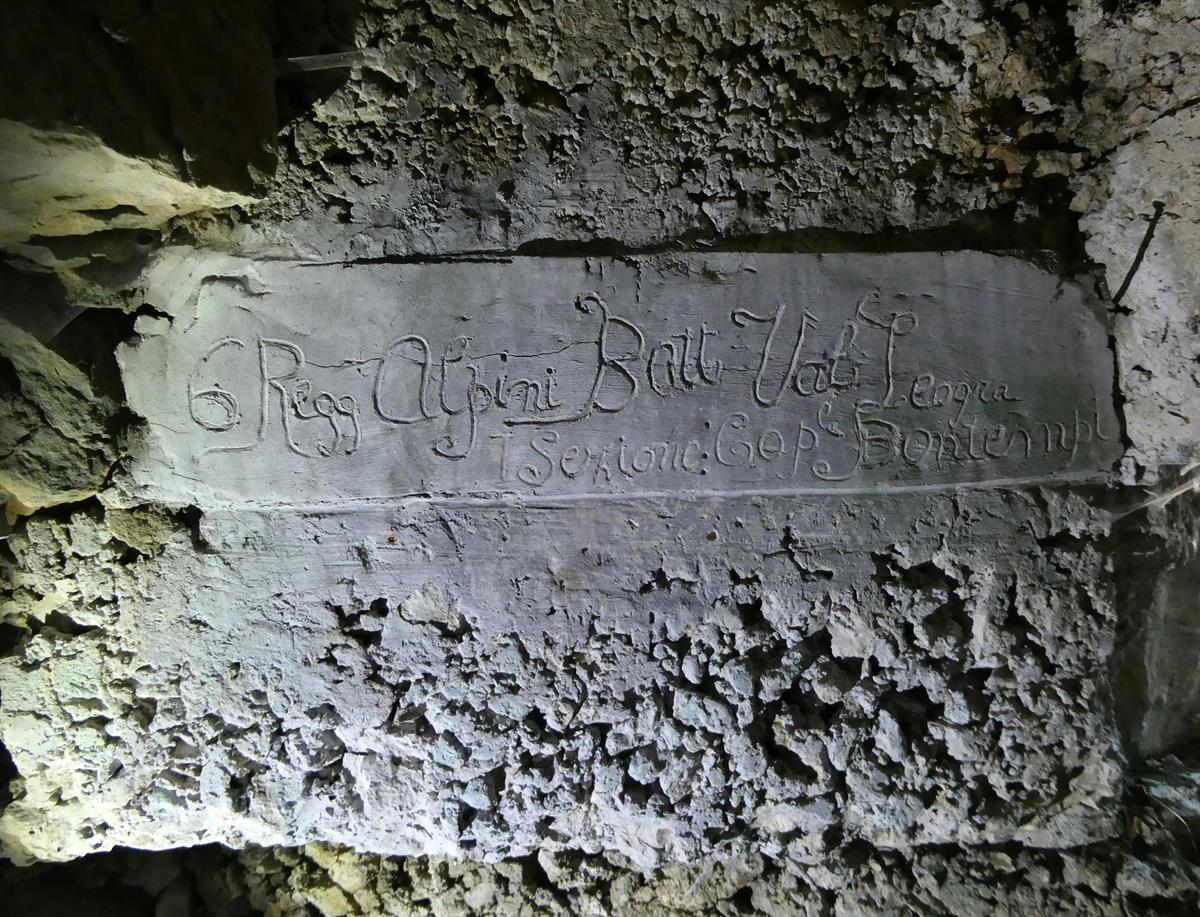 6 Regg Alpini Batt Val Leogra
1 Sezione: Cap.le Bontempi